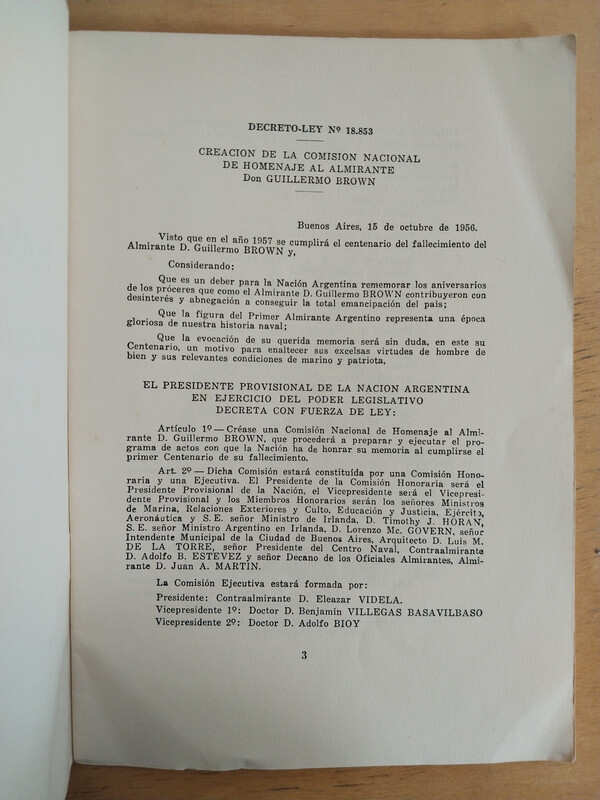 DECRETO-LEY Nº 18.853
CREACION DE LA COMISION NACIONAL
DE HOMENAJE AL ALMIRANTE
Don GUILLERMO BROWN
Buenos Aires, 15 de octubre de 1956.
Visto que en el año 1957 se cumplirá el centenario del fallecimiento del
Almirante D. Guillermo BROWN y,
Considerando:
Que es un deber para la Nación Argentina rememorar los aniversarios
de los próceres que como el Almirante D. Guillermo BROWN contribuyeron con
desinterés y abnegación a conseguir la total emancipación del país;
Que la figura del Primer Almirante Argentino representa una época
gloriosa de nuestra historia naval;
Que la evocación de su querida memoria será sin duda, en este su
Centenario, un motivo para enaltecer sus excelsas virtudes de hombre de
bien y sus relevantes condiciones de marino y patriota,
EL PRESIDENTE PROVISIONAL DE LA NACION ARGENTINA
EN EJERCICIO DEL PODER LEGISLATIVO
DECRETA CON FUERZA DE LEY:
Artículo 1º — Créase una Comisión Nacional de Homenaje al Almi-
rante D. Guillermo BROWN, que procederá a preparar y ejecutar el pro-
grama de actos con que la Nación ha de honrar su memoria al cumplirse el
primer Centenario de su fallecimiento.
Art. 2º — Dicha Comisión estará constituída por una Comisión Hono-
raria y una Ejecutiva. El Presidente de la Comisión Honoraria será el
Presidente Provisional de la Nación, el Vicepresidente será el Vicepresi-
dente Provisional y los Miembros Honorarios serán los señores Ministros
de Marina, Relaciones Exteriores y Culto, Educación y Justicia, Ejército,
Aeronáutica y S. E. señor Ministro de Irlanda, D. Timothy J. HORAN,
S. E. señor Ministro Argentino en Irlanda, D. Lorenzo Mc. GOVERN, señor
Intendente Municipal de la Ciudad de Buenos Aires, Arquitecto D. Luis M.
DE LA TORRE, señor Presidente del Centro Naval, Contraalmirante
D. Adolfo B. ESTEVEZ y señor Decano de los Oficiales Almirantes, Almi-
rante D. Juan A. MARTIN.
La Comisión Ejecutiva estará formada por:
Presidente: Contraalmirante D. Eleazar VIDELA.
Vicepresidente 1º: Doctor D. Benjamín VILLEGAS BASAVILBASO
Vicepresidente 2º: Doctor D. Adolfo BIOY
3